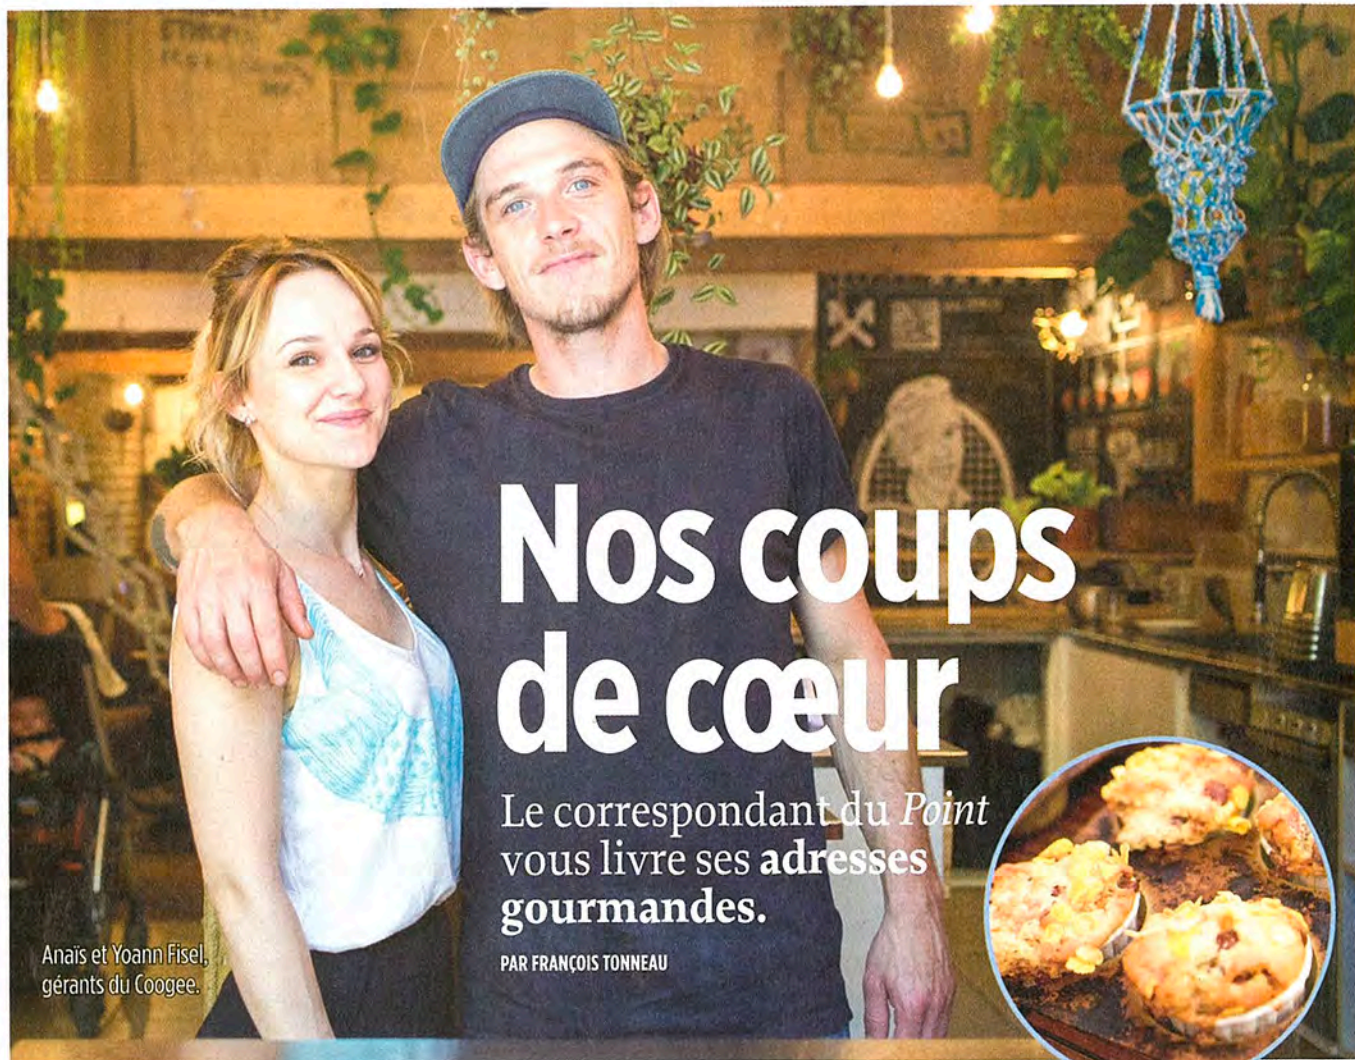 Nos coups
de cœur
Le correspondant du Point
vous livre ses adresses
gourmandes.
PAR FRANÇOIS TONNEAU
Anaïs et Yoann Fisel,
gérants du Coogee.